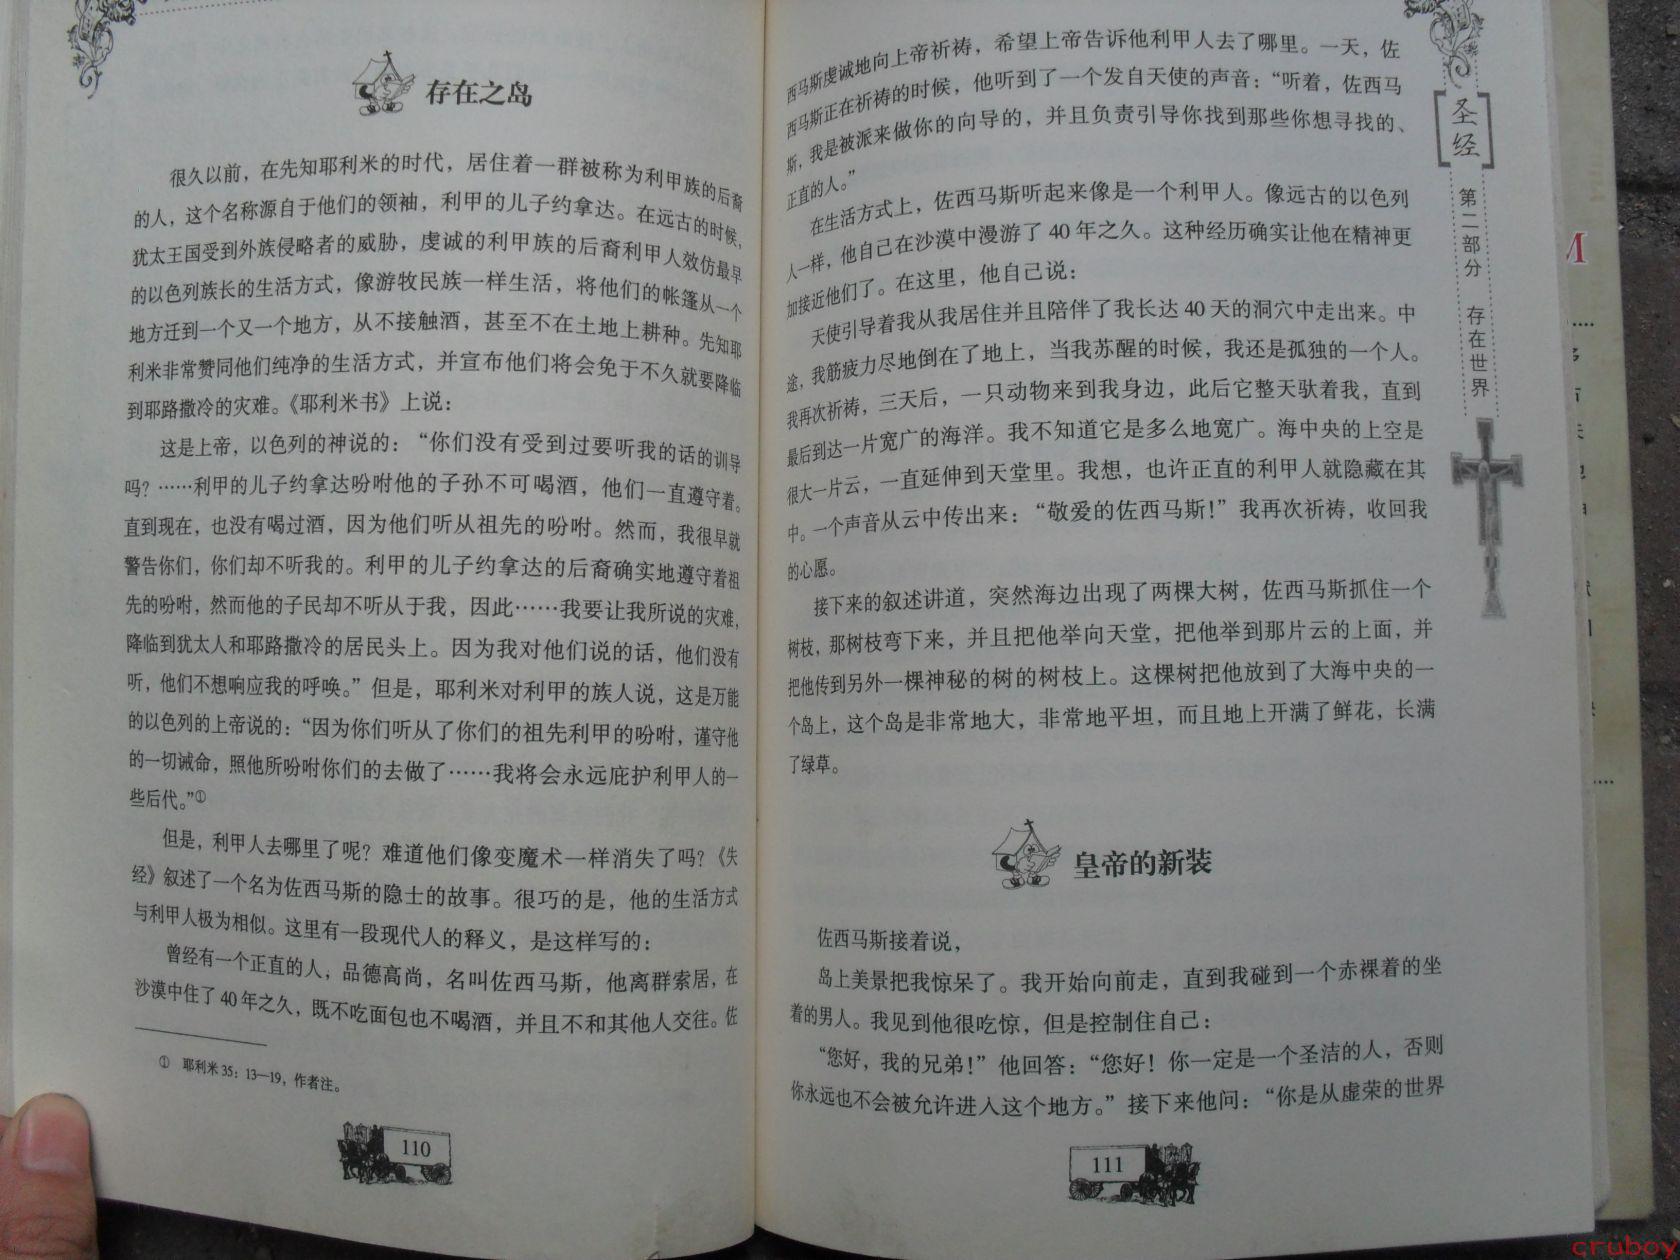 存在之岛
很久以前，在先知耶利米的时代，居住着一群被称为利甲族的后裔
的人，这个名称源自于他们的领袖，利甲的儿子约拿达。在远古的时候，
犹太王国受到外族侵略者的威胁，虔诚的利甲族的后裔利甲人效仿最早
的以色列族长的生活方式，像游牧民族一样生活，将他们的帐篷从一个
地方迁到一个又一个地方，从不接触酒，甚至不在土地上耕种。先知耶
利米非常赞同他们纯净的生活方式，并宣布他们将会免于不久就要降临
到耶路撒冷的灾难。《耶利米书》上说：
这是上帝，以色列的神说的：“你们没有受到过要听我的话的训导
吗？……利甲的儿子约拿达吩咐他的子孙不可喝酒，他们一直遵守着。
直到现在，也没有喝过酒，因为他们听从祖先的吩咐。然而，我很早就
警告你们，你们却不听我的。利甲的儿子约拿达的后裔确实地遵守着祖
先的吩咐，然而他的子民却不听从于我，因此……我要让我所说的灾难，
降临到犹太人和耶路撒冷的居民头上。因为我对他们说的话，他们没有
听，他们不想响应我的呼唤。”但是，耶利米对利甲的族人说，这是万能
的以色列的上帝说的：“因为你们听从了你们的祖先利甲的吩咐，谨守他
的一切诫命，照他所吩咐你们的去做了……我将会永远庇护利甲人的一
些后代。”①
但是，利甲人去哪里了呢？难道他们像变魔术一样消失了吗？《失
经》叙述了一个名为佐西马斯的隐士的故事。很巧的是，他的生活方式
与利甲人极为相似。这里有一段现代人的释义，是这样写的：
曾经有一个正直的人，品德高尚，名叫佐西马斯，他离群索居，在
沙漠中住了 40 年之久，既不吃面包也不喝酒，并且不和其他人交往。佐
① 耶利米 35：13—19，作者注。
110
西马斯虔诚地向上帝祈祷，希望上帝告诉他利甲人去了哪里。一天，佐
西马斯正在祈祷的时候，他听到了一个发自天使的声音：“听着，佐西马
斯，我是被派来做你的向导的，并且负责引导你找到那些你想寻找的、
正直的人。”
在生活方式上，佐西马斯听起来像是一个利甲人。像远古的以色列
人一样，他自己在沙漠中漫游了 40 年之久。这种经历确实让他在精神更
加接近他们了。在这里，他自己说：
天使引导着我从我居住并且陪伴了我长达 40 天的洞穴中走出来。中
途，我筋疲力尽地倒在了地上，当我苏醒的时候，我还是孤独的一个人。
我再次祈祷，三天后，一只动物来到我身边，此后它整天驮着我，直到
最后到达一片宽广的海洋。我不知道它是多么地宽广。海中央的上空是
很大一片云，一直延伸到天堂里。我想，也许正直的利甲人就隐藏在其
中。一个声音从云中传出来：“敬爱的佐西马斯！”我再次祈祷，收回我
的心愿。
接下来的叙述讲道，突然海边出现了两棵大树，佐西马斯抓住一个
树枝，那树枝弯下来，并且把他举向天堂，把他举到那片云的上面，并
把他传到另外一棵神秘的树的树枝上。这棵树把他放到了大海中央的一
个岛上，这个岛是非常地大，非常地平坦，而且地上开满了鲜花，长满
了绿草。
皇帝的新装
佐西马斯接着说，
岛上美景把我惊呆了。我开始向前走，直到我碰到一个赤裸着的坐
着的男人。我见到他很吃惊，但是控制住自己：
“您好，我的兄弟！”他回答：“您好！你一定是一个圣洁的人，否则
你永远也不会被允许进入这个地方。”接下来他问：“你是从虚荣的世界
111
圣经
第二部分 存在世界
M
cruboy